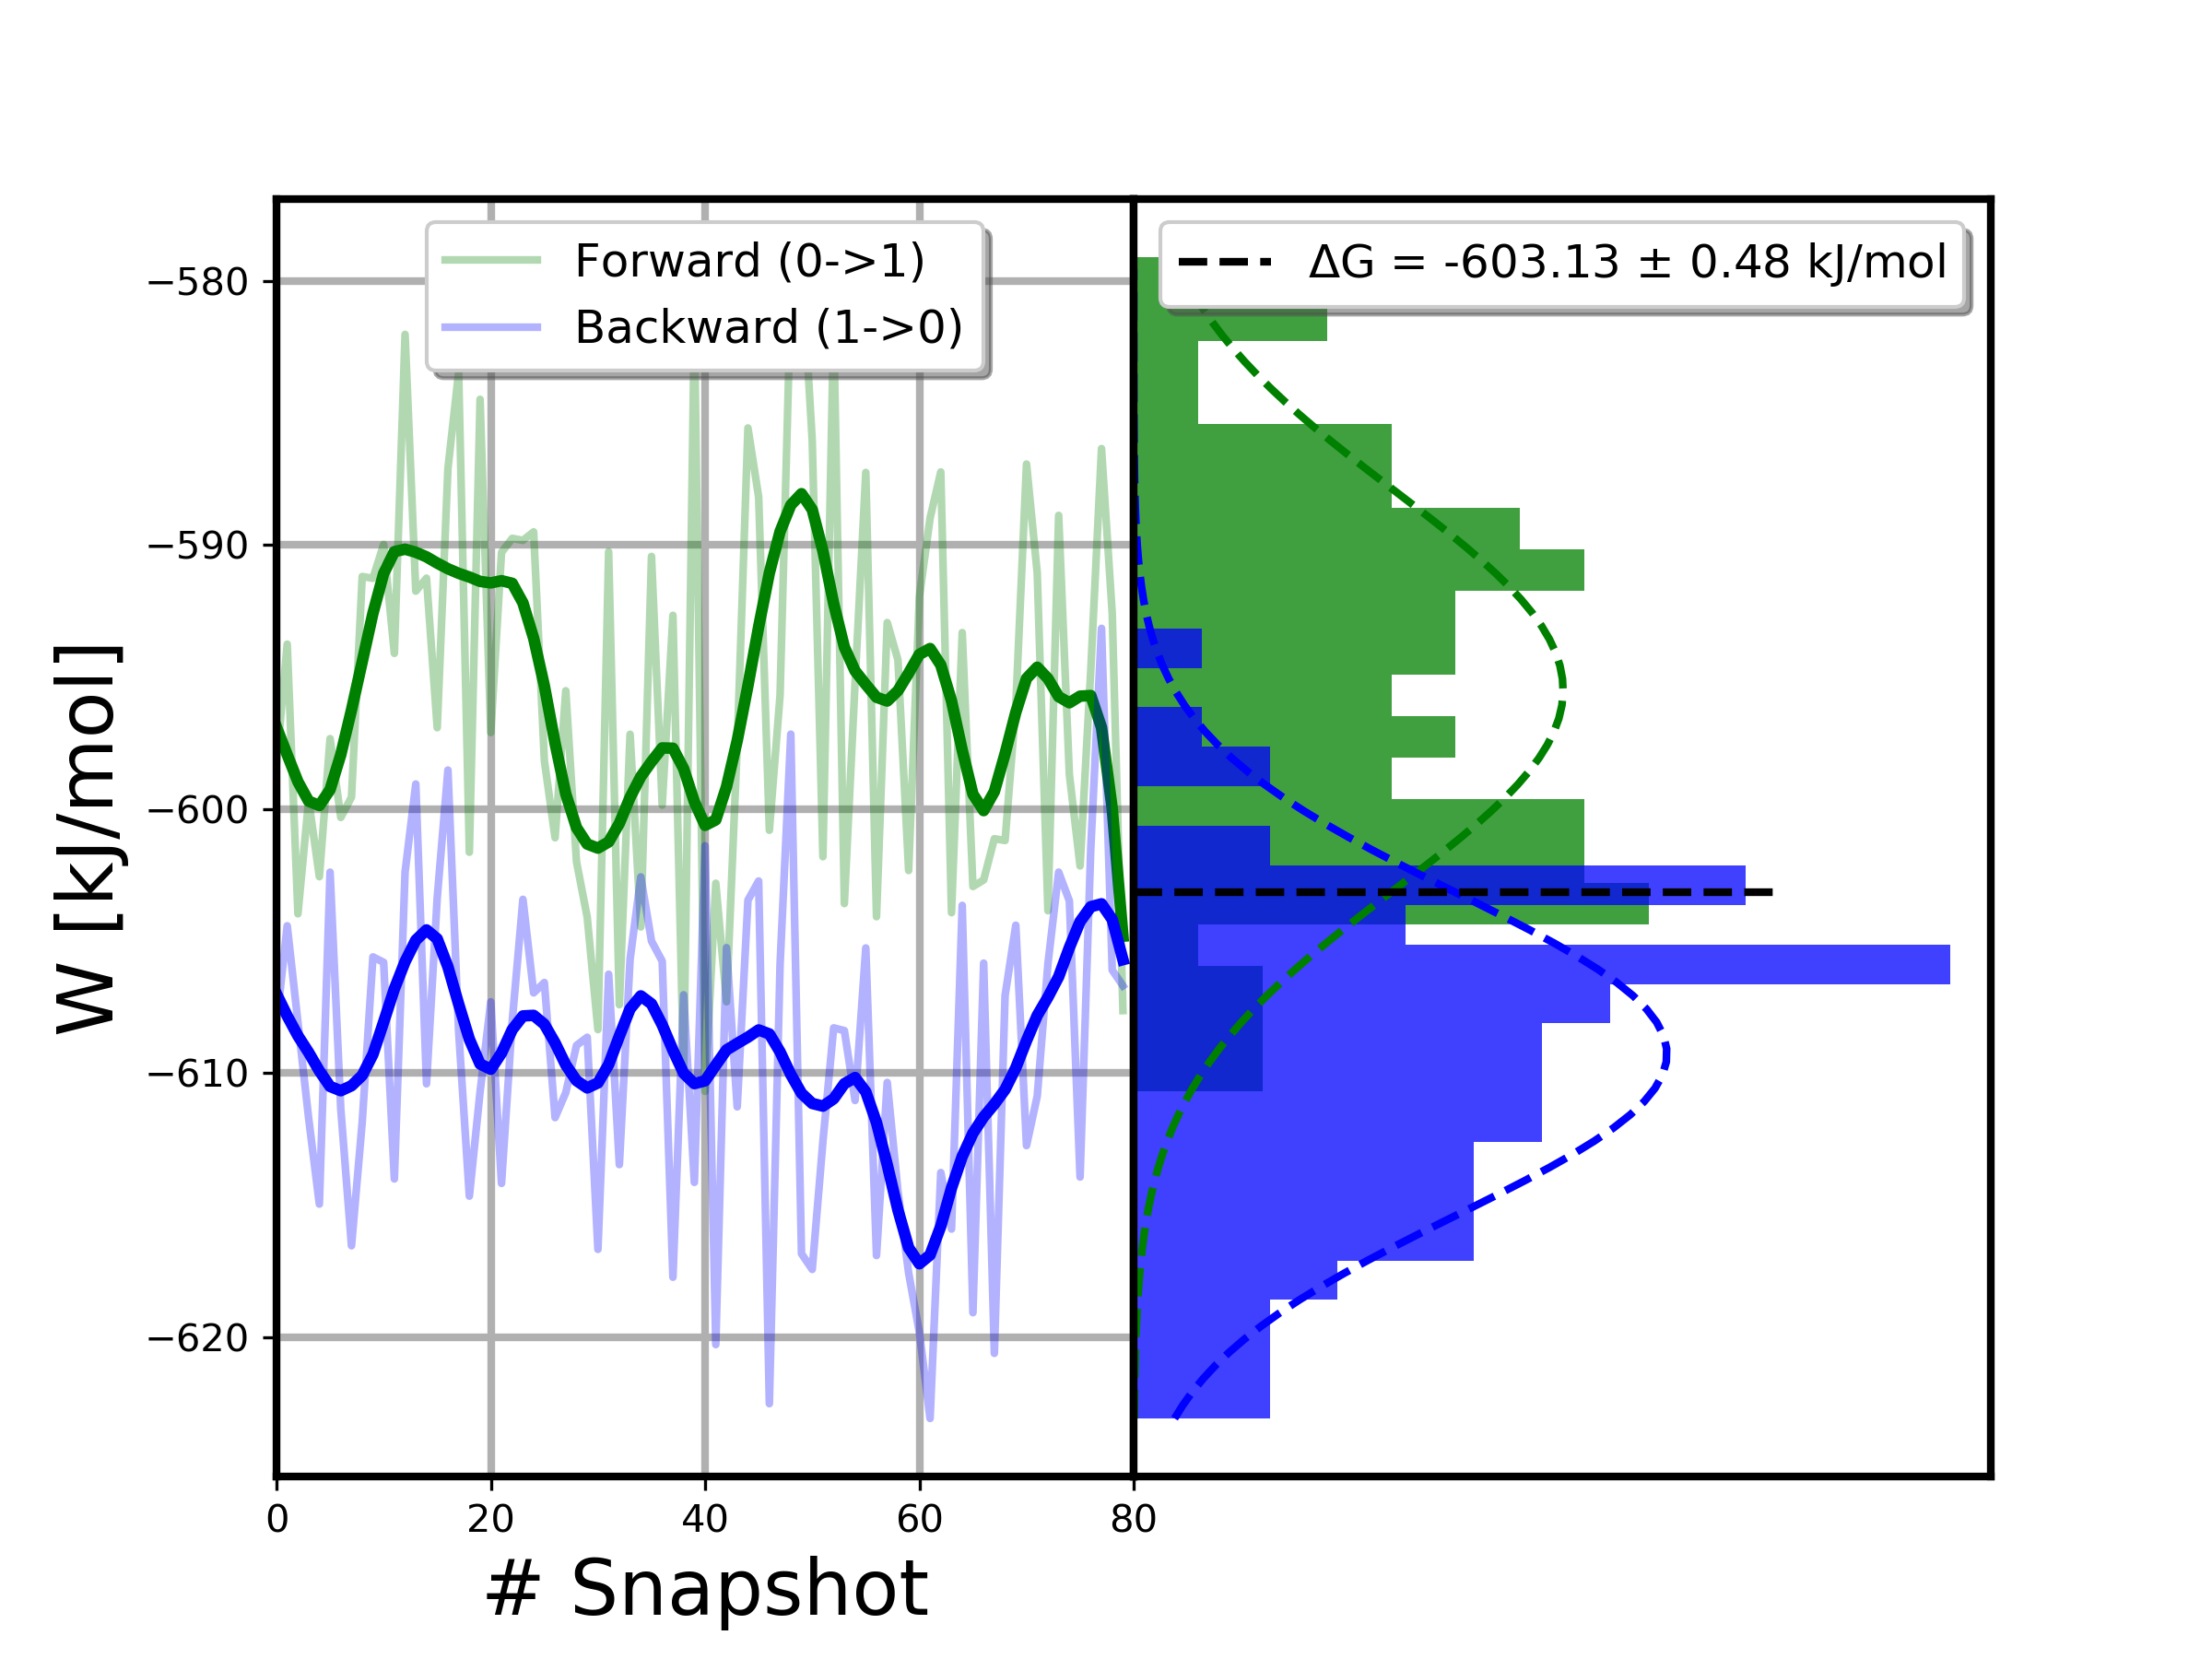 Forward (0->1)
Backward (1->0)
ΔG = -603.13 ± 0.48 kJ/mol
W [kJ/mol]
−580
−590
−600
−610
−620
0 20 40 60 80
# Snapshot